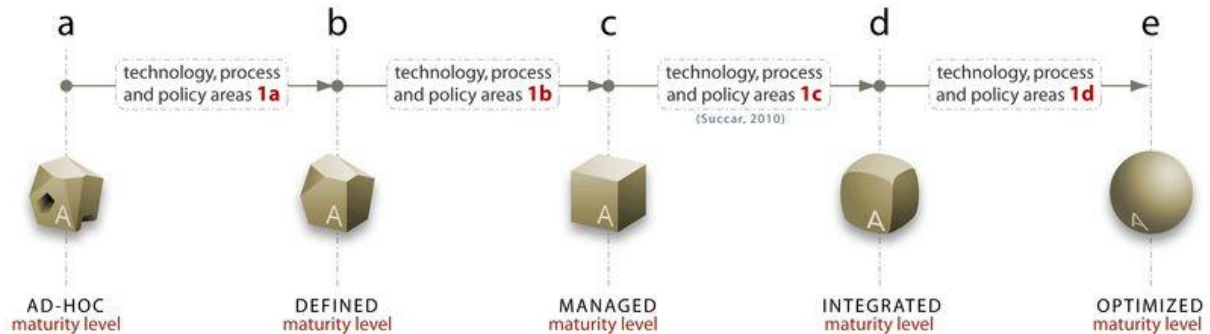 a
b
c
d
e
technology, process
and policy areas 1a
technology, process
and policy areas 1b
technology, process
and policy areas 1c
(Succar, 2010)
technology, process
and policy areas 1d
A
A
A
A
A
AD-HOC
maturity level
DEFINED
maturity level
MANAGED
maturity level
INTEGRATED
maturity level
OPTIMIZED
maturity level